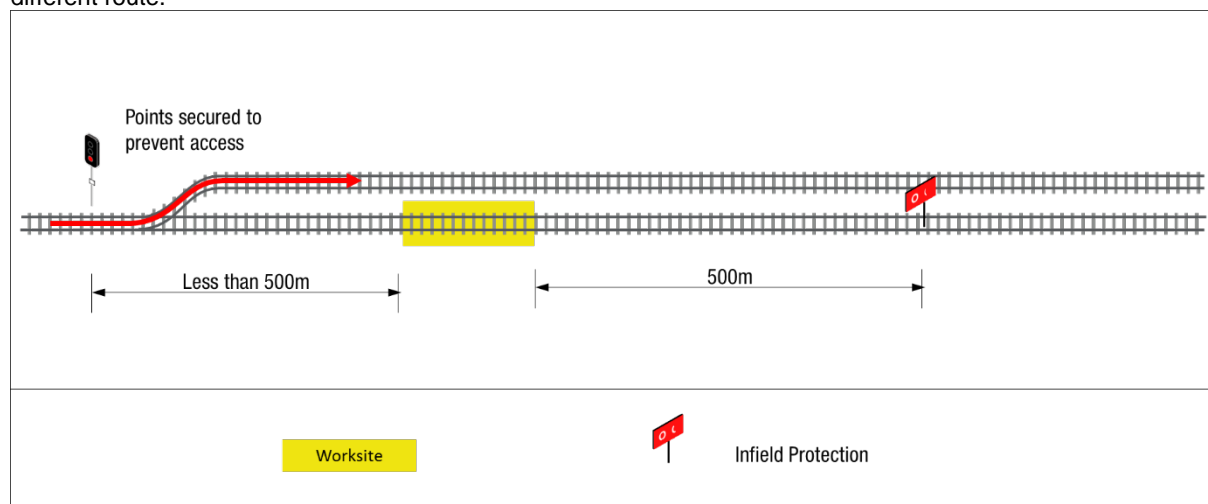 different route.
Points secured to
prevent access
Less than 500m
500m
Worksite
Infield Protection